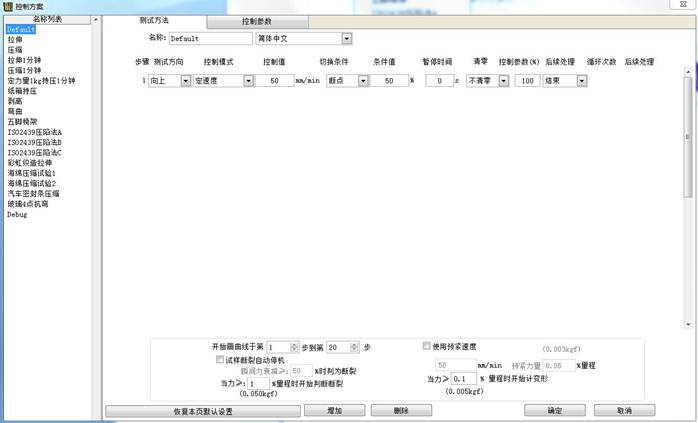 控制方案
名称列表
Default
拉伸
压缩
拉伸1分钟
压缩1分钟
定力量1kg持压1分钟
纸箱持压
剥离
弯曲
五脚椅架
ISO2439压陷法A
ISO2439压陷法B
ISO2439压陷法C
彩虹织造拉伸
海绵压缩试验1
海绵压缩试验2
汽车密封条压缩
玻璃4点抗弯
Debug
测试方法 控制参数
名称: Default 简体中文
步骤 测试方向 控制模式 控制值 切换条件 条件值 暂停时间 清零 控制参数(%) 后续处理 循环次数 后续处理
1 向上 定速度 50 mm/min 断点 50 % 0 s 不清零 100 结束
开始画曲线于第 1 步到第 20 步
试样断裂自动停机
瞬间力衰减≥: 50 %时判为断裂
当力≥: 1 %量程时开始判断断裂
(0.050kgf)
使用预紧速度 (0.003kgf)
50 mm/min 预紧力量 0.05 %量程
当力≥ 0.1 % 量程时开始计变形
(0.005kgf)
恢复本页默认设置 增加 删除 确定 取消